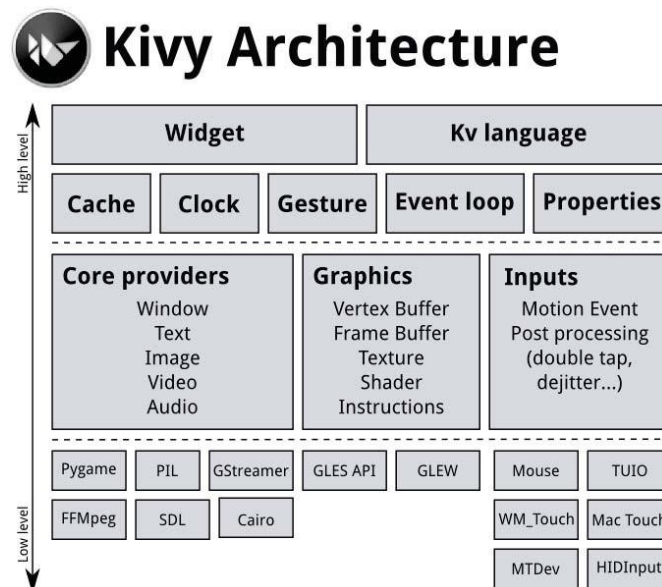 Kivy Architecture
High level
Widget
Kv language
Cache
Clock
Gesture
Event loop
Properties
Core providers
Window
Text
Image
Video
Audio
Graphics
Vertex Buffer
Frame Buffer
Texture
Shader
Instructions
Inputs
Motion Event
Post processing
(double tap,
dejitter...)
Low level
Pygame
PIL
GStreamer
GLES API
GLEW
Mouse
TUIO
FFMpeg
SDL
Cairo
WM_Touch
Mac Touch
MTDev
HIDInput